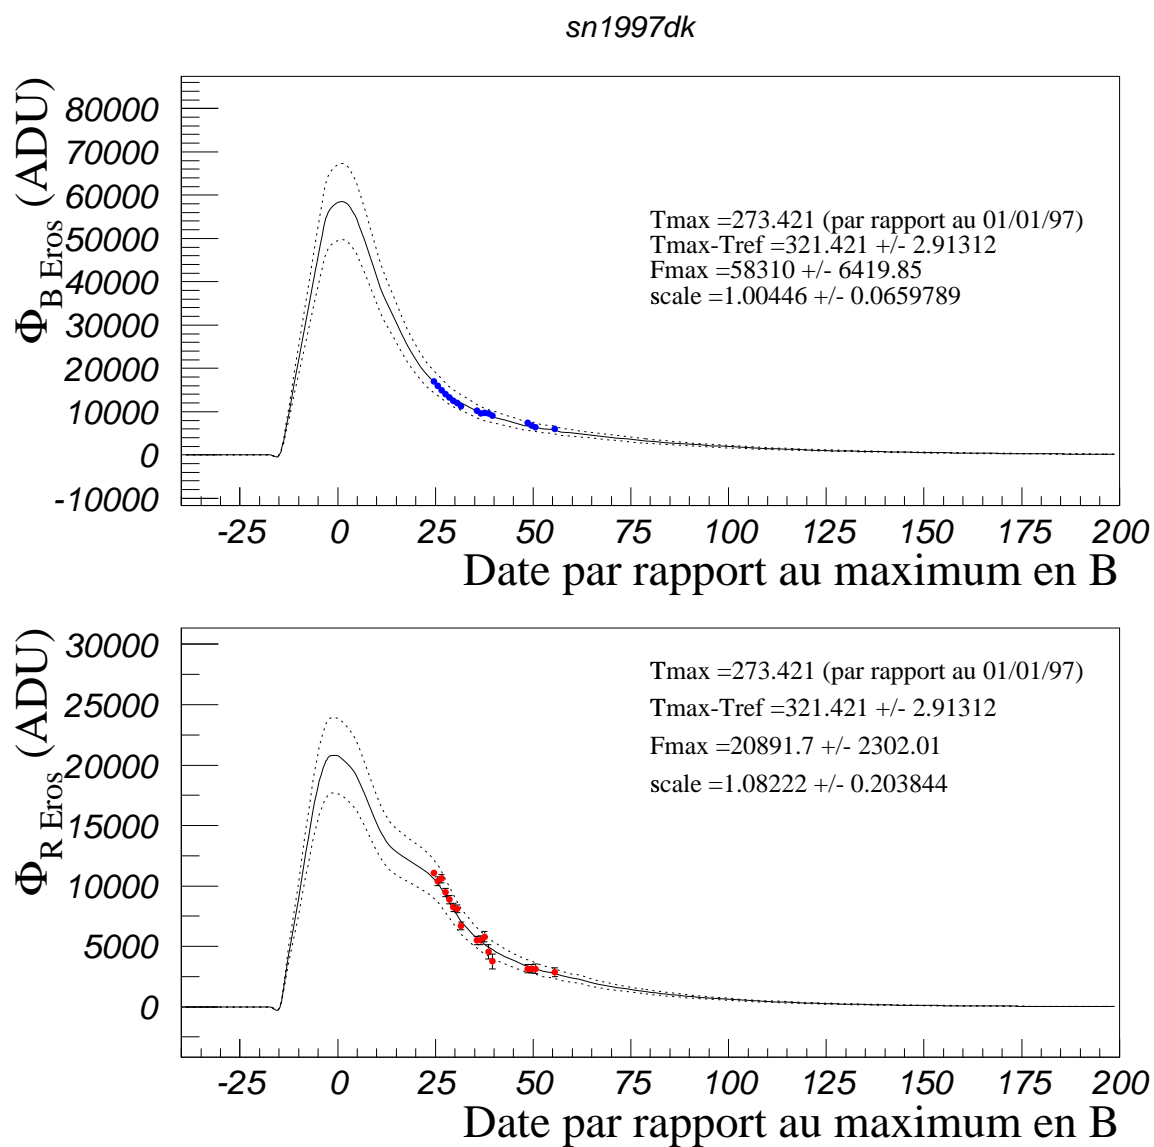 sn1997dk
Φ_B Eros (ADU)
80000
70000
60000
50000
40000
30000
20000
10000
0
-10000
Tmax =273.421 (par rapport au 01/01/97)
Tmax-Tref =321.421 +/- 2.91312
Fmax =58310 +/- 6419.85
scale =1.00446 +/- 0.0659789
-25 0 25 50 75 100 125 150 175 200
Date par rapport au maximum en B
Φ_R Eros (ADU)
30000
25000
20000
15000
10000
5000
0
Tmax =273.421 (par rapport au 01/01/97)
Tmax-Tref =321.421 +/- 2.91312
Fmax =20891.7 +/- 2302.01
scale =1.08222 +/- 0.203844
-25 0 25 50 75 100 125 150 175 200
Date par rapport au maximum en B